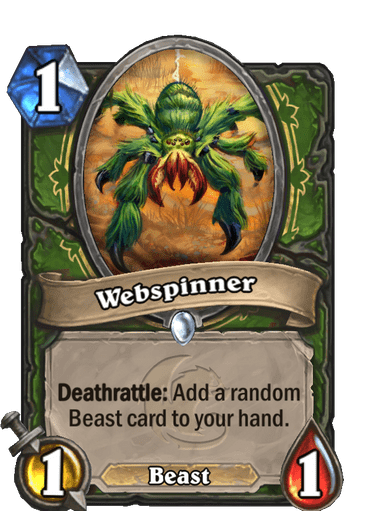 1
Webspinner
Deathrattle: Add a random
Beast card to your hand.
1
Beast
1